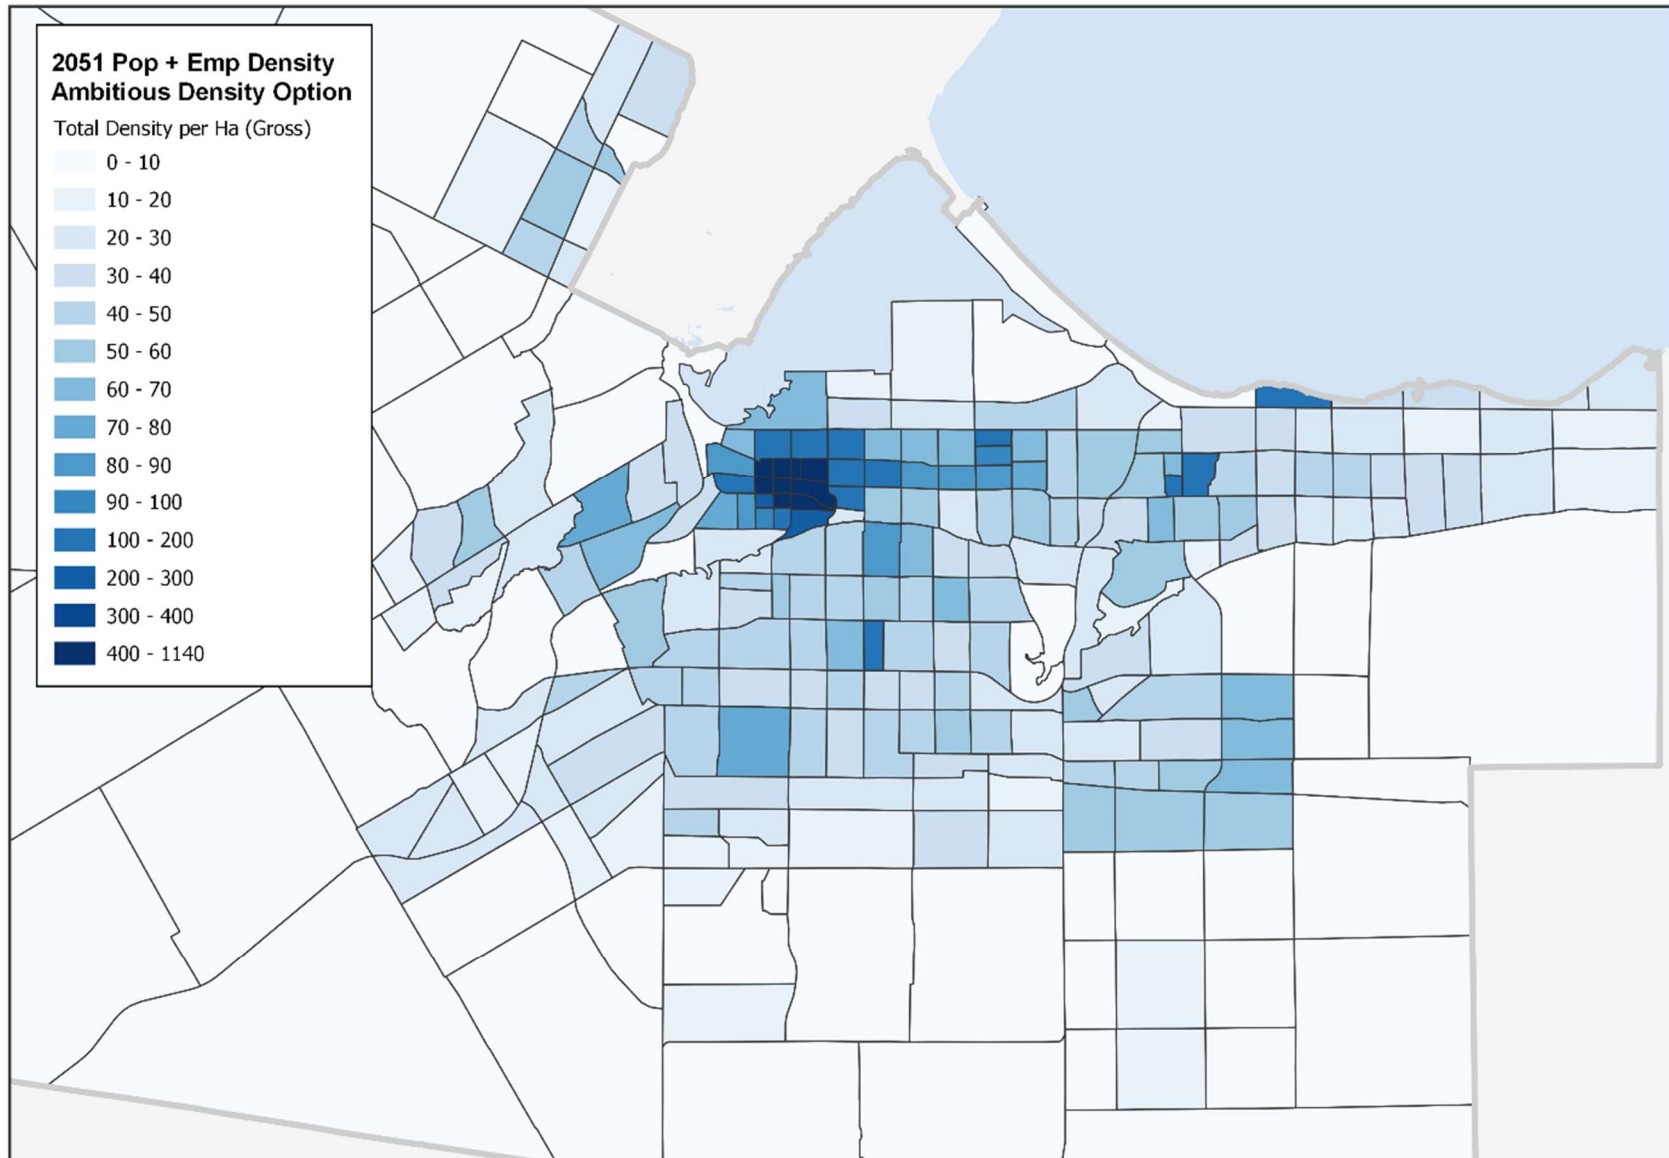 2051 Pop + Emp Density
Ambitious Density Option
Total Density per Ha (Gross)
0 - 10
10 - 20
20 - 30
30 - 40
40 - 50
50 - 60
60 - 70
70 - 80
80 - 90
90 - 100
100 - 200
200 - 300
300 - 400
400 - 1140